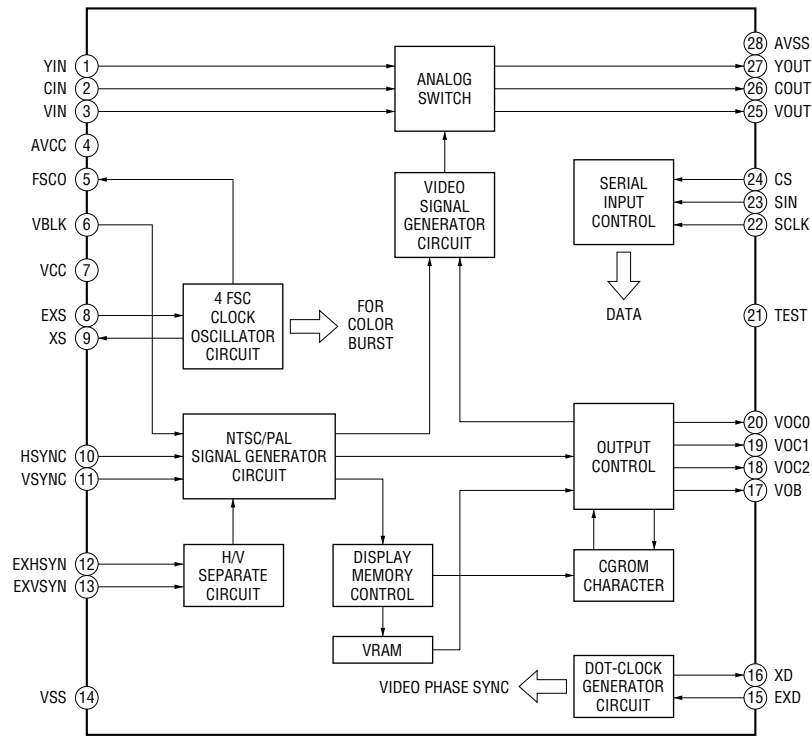 28 AVSS
YIN 1
27 YOUT
CIN 2
ANALOG
SWITCH
26 COUT
VIN 3
25 VOUT
AVCC 4
FSCO 5
VIDEO
SIGNAL
GENERATOR
CIRCUIT
SERIAL
INPUT
CONTROL
24 CS
23 SIN
22 SCLK
VBLK 6
VCC 7
4 FSC
CLOCK
OSCILLATOR
CIRCUIT
FOR
COLOR
BURST
DATA
EXS 8
21 TEST
XS 9
NTSC/PAL
SIGNAL GENERATOR
CIRCUIT
OUTPUT
CONTROL
20 VOC0
19 VOC1
18 VOC2
17 VOB
HSYNC 10
VSYNC 11
EXHSYN 12
EXVSYN 13
H/V
SEPARATE
CIRCUIT
DISPLAY
MEMORY
CONTROL
CGROM
CHARACTER
VRAM
VSS 14
VIDEO PHASE SYNC
DOT-CLOCK
GENERATOR
CIRCUIT
16 XD
15 EXD